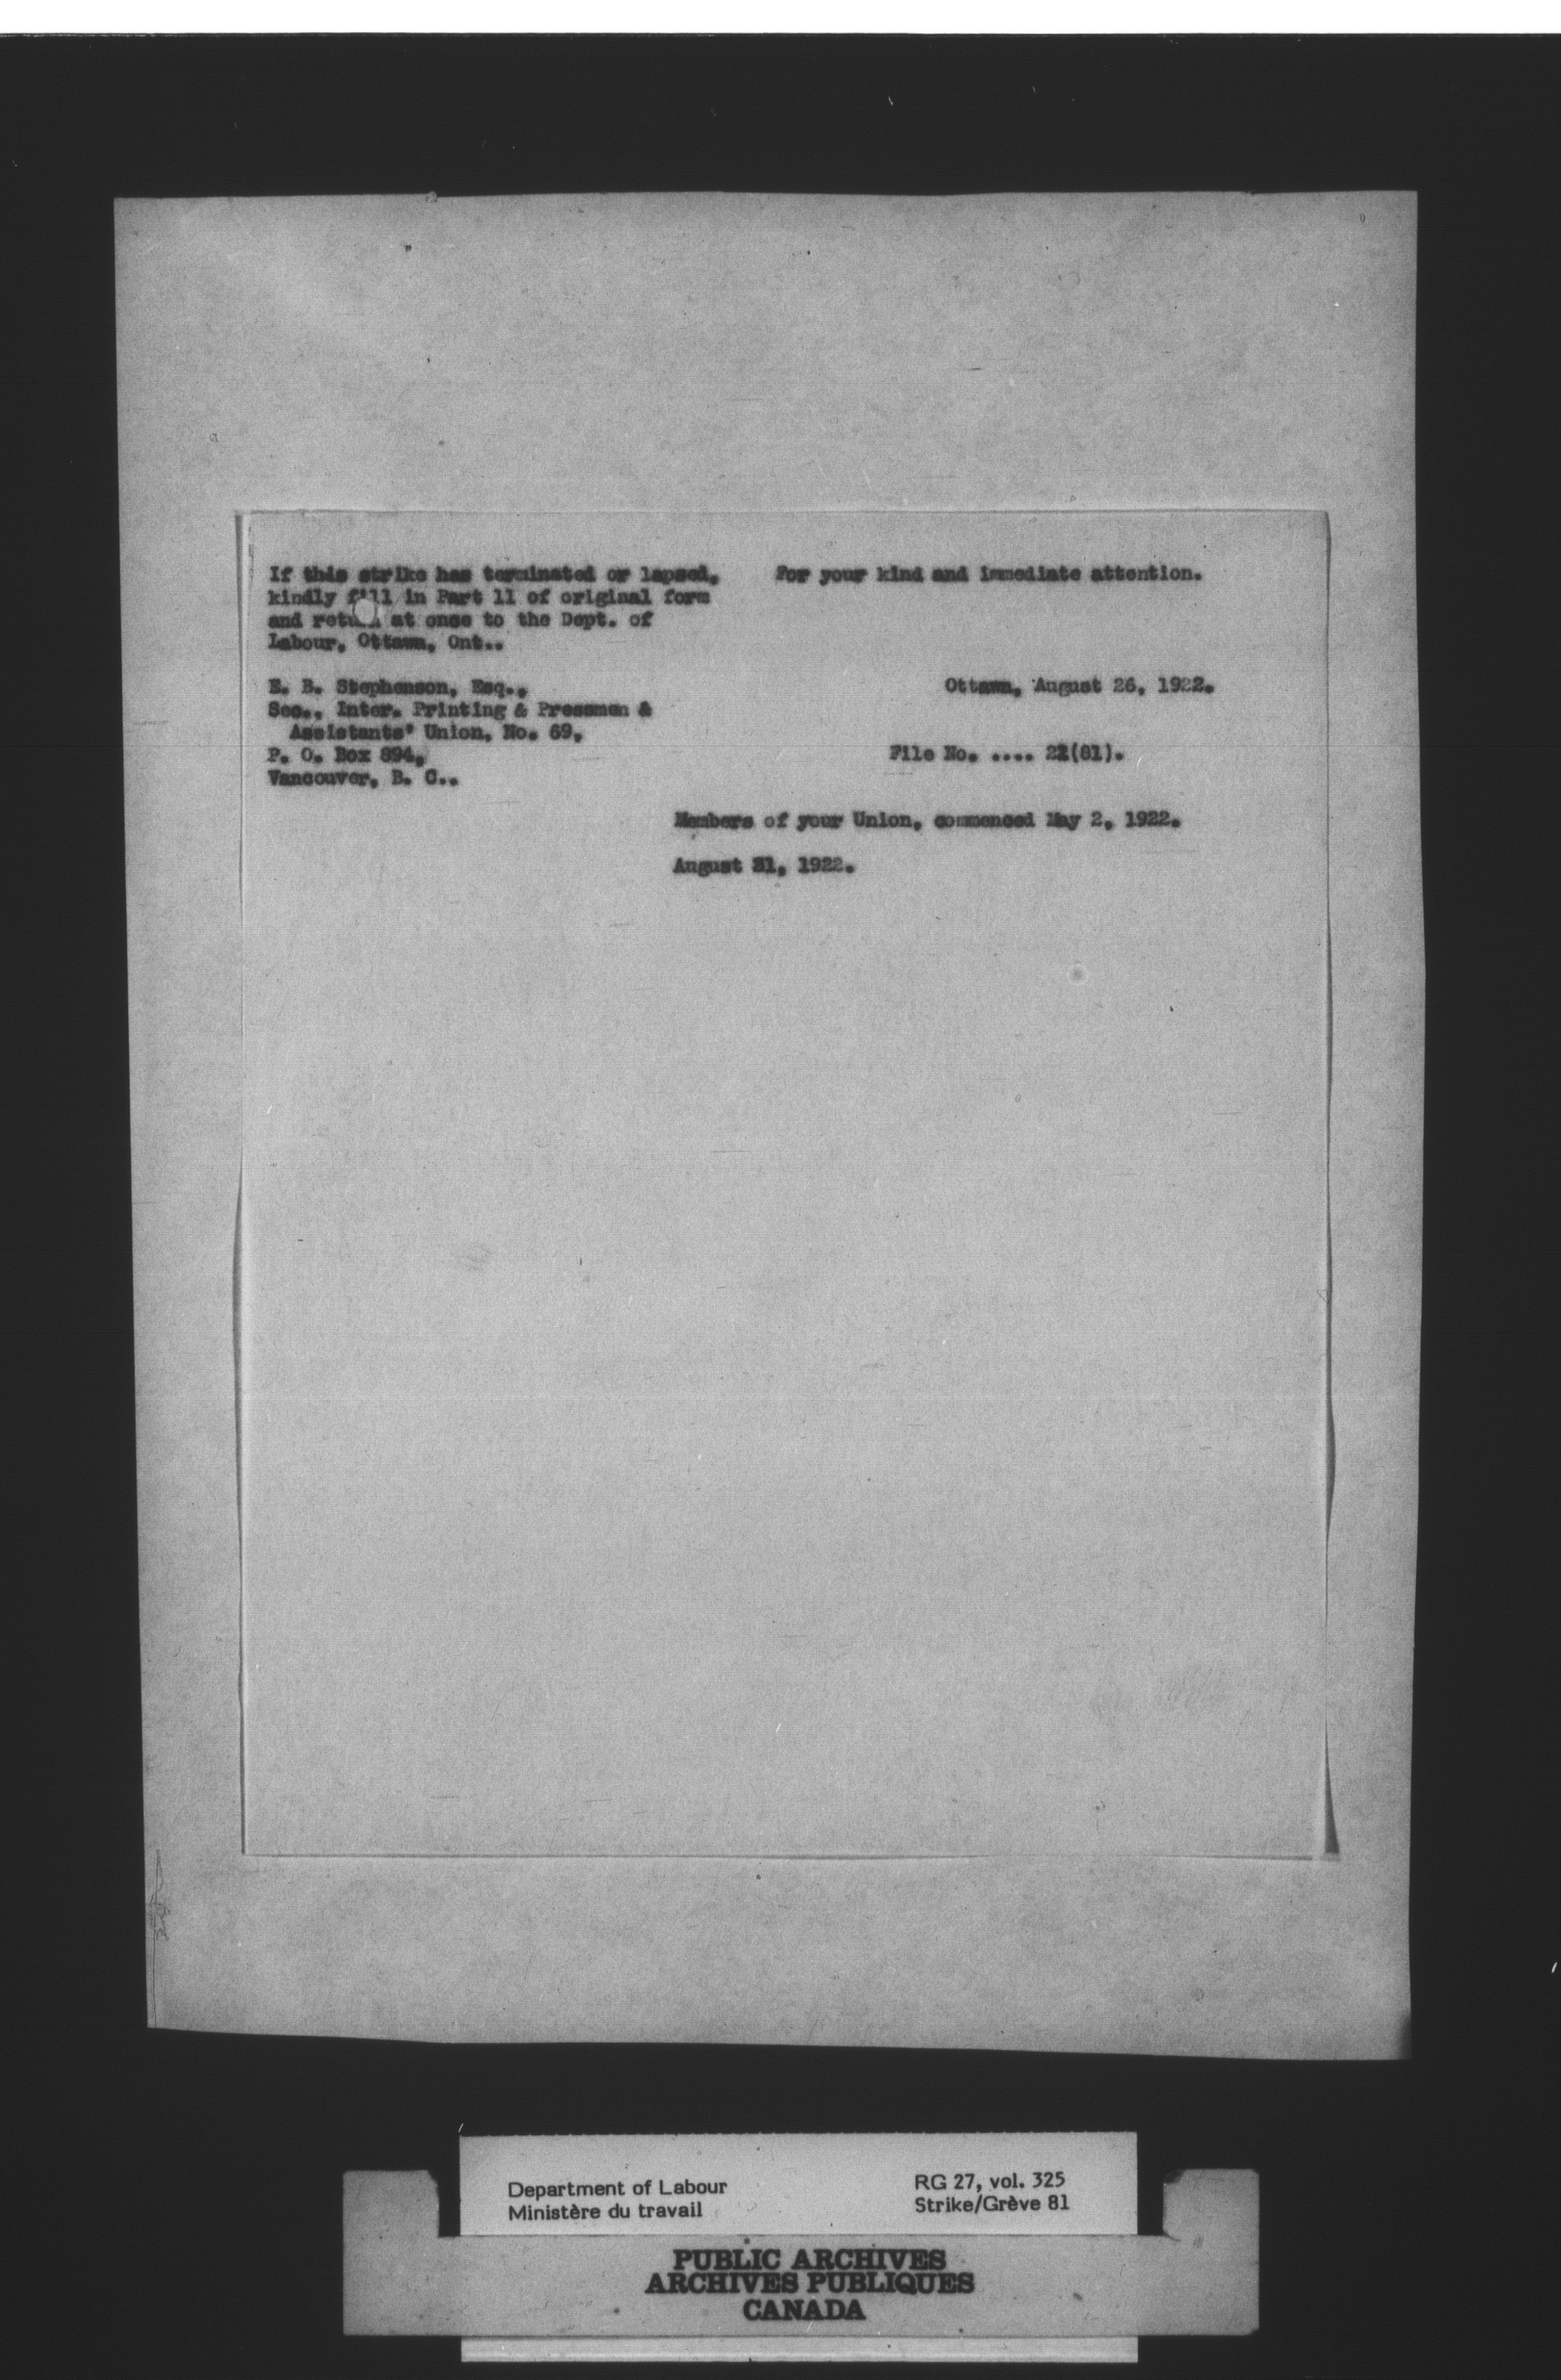 If this strike has terminated or lapsed, For your kind and immediate attention.
kindly fill in Part 11 of original form
and return at once to the Dept. of
Labour, Ottawa, Ont..
E. B. Stephenson, Esq., Ottawa, August 26, 1922.
Sec., Inter. Printing & Pressmen &
Assistants' Union, No. 69,
P. O. Box 894, File No. .... 22(81).
Vancouver, B. C..
Members of your Union, commenced May 2, 1922.
August 31, 1922.
Department of Labour RG 27, vol. 325
Ministère du travail Strike/Grève 81
PUBLIC ARCHIVES
ARCHIVES PUBLIQUES
CANADA